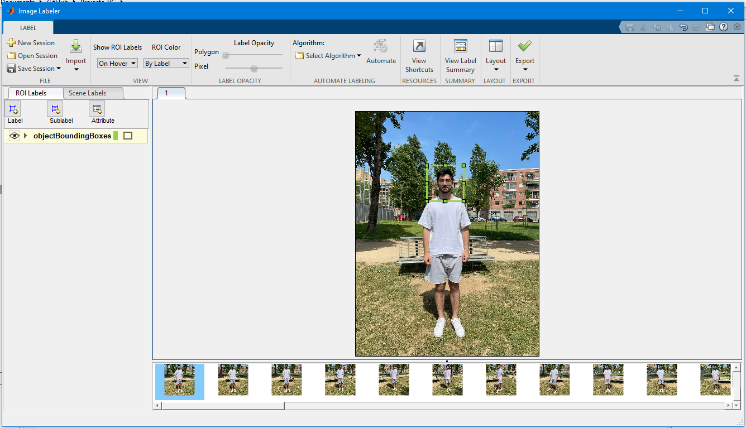 Image Labeler
LABEL
New Session
Open Session
Save Session
Import
FILE
Show ROI Labels
ROI Color
On Hover
By Label
VIEW
Label Opacity
Polygon
Pixel
LABEL OPACITY
Algorithm:
Select Algorithm
Automate
AUTOMATE LABELING
View
Shortcuts
RESOURCES
View Label
Summary
SUMMARY
Layout
LAYOUT
Export
EXPORT
ROI Labels
Scene Labels
1
Label
Sublabel
Attribute
objectBoundingBoxes